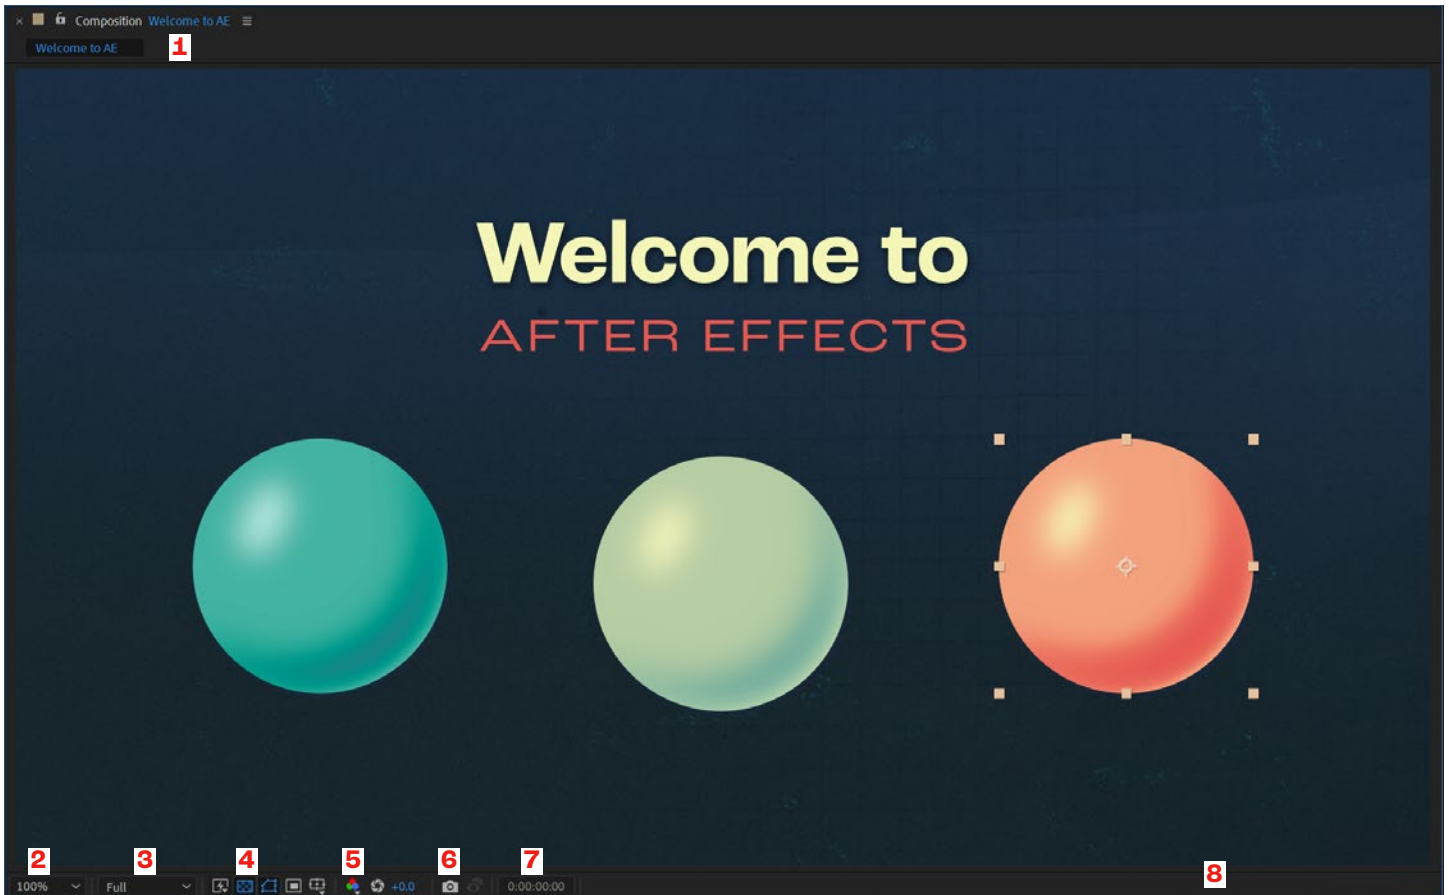 × Composition Welcome to AE
Welcome to AE
1
Welcome to
AFTER EFFECTS
2 3 4 5 6 7 8
100% Full +0.0 0:00:00:00